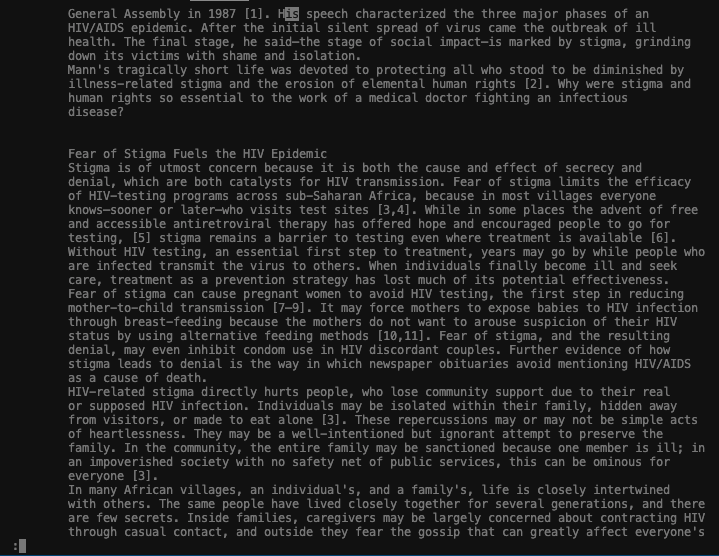 General Assembly in 1987 [1]. His speech characterized the three major phases of an
HIV/AIDS epidemic. After the initial silent spread of virus came the outbreak of ill
health. The final stage, he said—the stage of social impact—is marked by stigma, grinding
down its victims with shame and isolation.
Mann's tragically short life was devoted to protecting all who stood to be diminished by
illness-related stigma and the erosion of elemental human rights [2]. Why were stigma and
human rights so essential to the work of a medical doctor fighting an infectious
disease?
Fear of Stigma Fuels the HIV Epidemic
Stigma is of utmost concern because it is both the cause and effect of secrecy and
denial, which are both catalysts for HIV transmission. Fear of stigma limits the efficacy
of HIV-testing programs across sub-Saharan Africa, because in most villages everyone
knows-sooner or later-who visits test sites [3,4]. While in some places the advent of free
and accessible antiretroviral therapy has offered hope and encouraged people to go for
testing, [5] stigma remains a barrier to testing even where treatment is available [6].
Without HIV testing, an essential first step to treatment, years may go by while people who
are infected transmit the virus to others. When individuals finally become ill and seek
care, treatment as a prevention strategy has lost much of its potential effectiveness.
Fear of stigma can cause pregnant women to avoid HIV testing, the first step in reducing
mother-to-child transmission [7-9]. It may force mothers to expose babies to HIV infection
through breast-feeding because the mothers do not want to arouse suspicion of their HIV
status by using alternative feeding methods [10,11]. Fear of stigma, and the resulting
denial, may even inhibit condom use in HIV discordant couples. Further evidence of how
stigma leads to denial is the way in which newspaper obituaries avoid mentioning HIV/AIDS
as a cause of death.
HIV-related stigma directly hurts people, who lose community support due to their real
or supposed HIV infection. Individuals may be isolated within their family, hidden away
from visitors, or made to eat alone [3]. These repercussions may or may not be simple acts
of heartlessness. They may be a well-intentioned but ignorant attempt to preserve the
family. In the community, the entire family may be sanctioned because one member is ill; in
an impoverished society with no safety net of public services, this can be ominous for
everyone [3].
In many African villages, an individual's, and a family's, life is closely intertwined
with others. The same people have lived closely together for several generations, and there
are few secrets. Inside families, caregivers may be largely concerned about contracting HIV
through casual contact, and outside they fear the gossip that can greatly affect everyone's
: